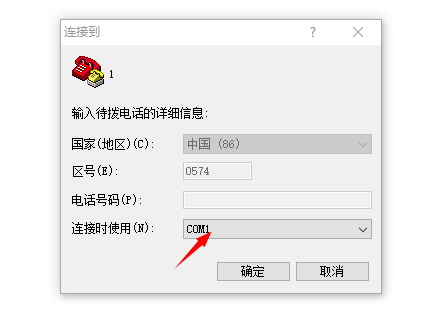 连接到
1
输入待拨电话的详细信息:
国家(地区)(C): 中国 (86)
区号(E): 0574
电话号码(P):
连接时使用(N): COM1
确定 取消